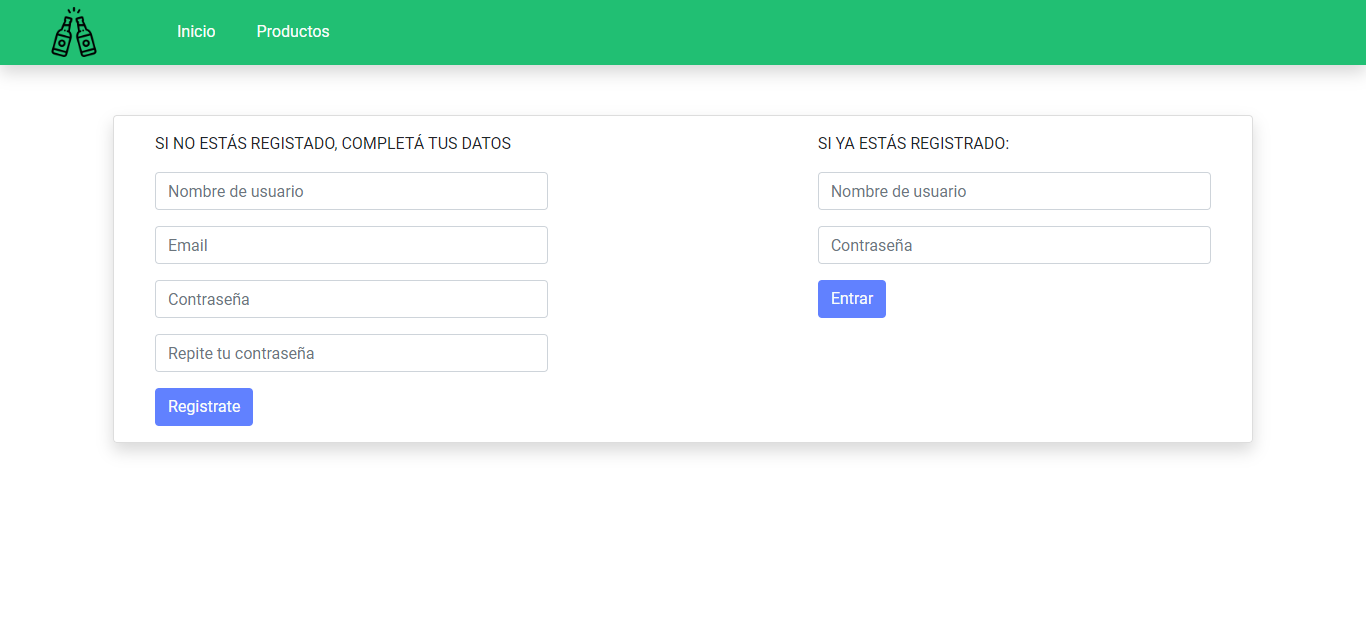 Inicio
Productos
SI NO ESTÁS REGISTADO, COMPLETÁ TUS DATOS
Nombre de usuario
Email
Contraseña
Repite tu contraseña
Registrate
SI YA ESTÁS REGISTRADO:
Nombre de usuario
Contraseña
Entrar